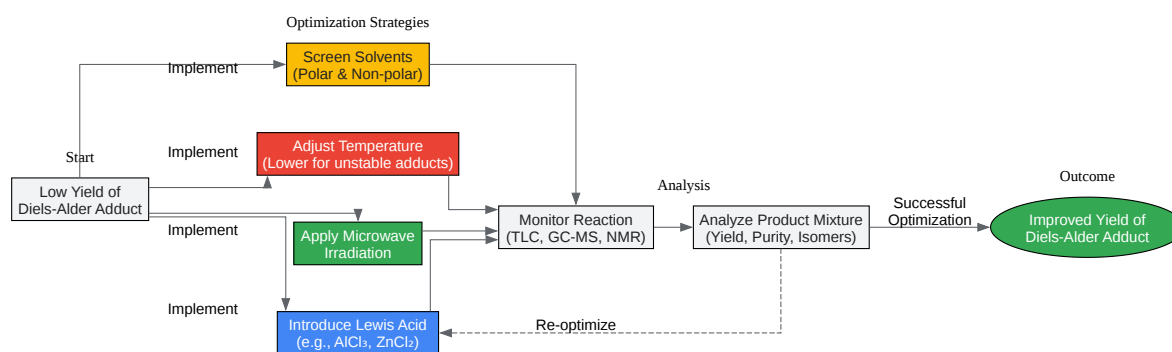 Optimization Strategies
Implement
Screen Solvents
(Polar & Non-polar)
Implement
Adjust Temperature
(Lower for unstable adducts)
Start
Low Yield of
Diels-Alder Adduct
Implement
Apply Microwave
Irradiation
Implement
Introduce Lewis Acid
(e.g., AlCl₃, ZnCl₂)
Monitor Reaction
(TLC, GC-MS, NMR)
Analysis
Analyze Product Mixture
(Yield, Purity, Isomers)
Re-optimize
Successful
Optimization
Outcome
Improved Yield of
Diels-Alder Adduct